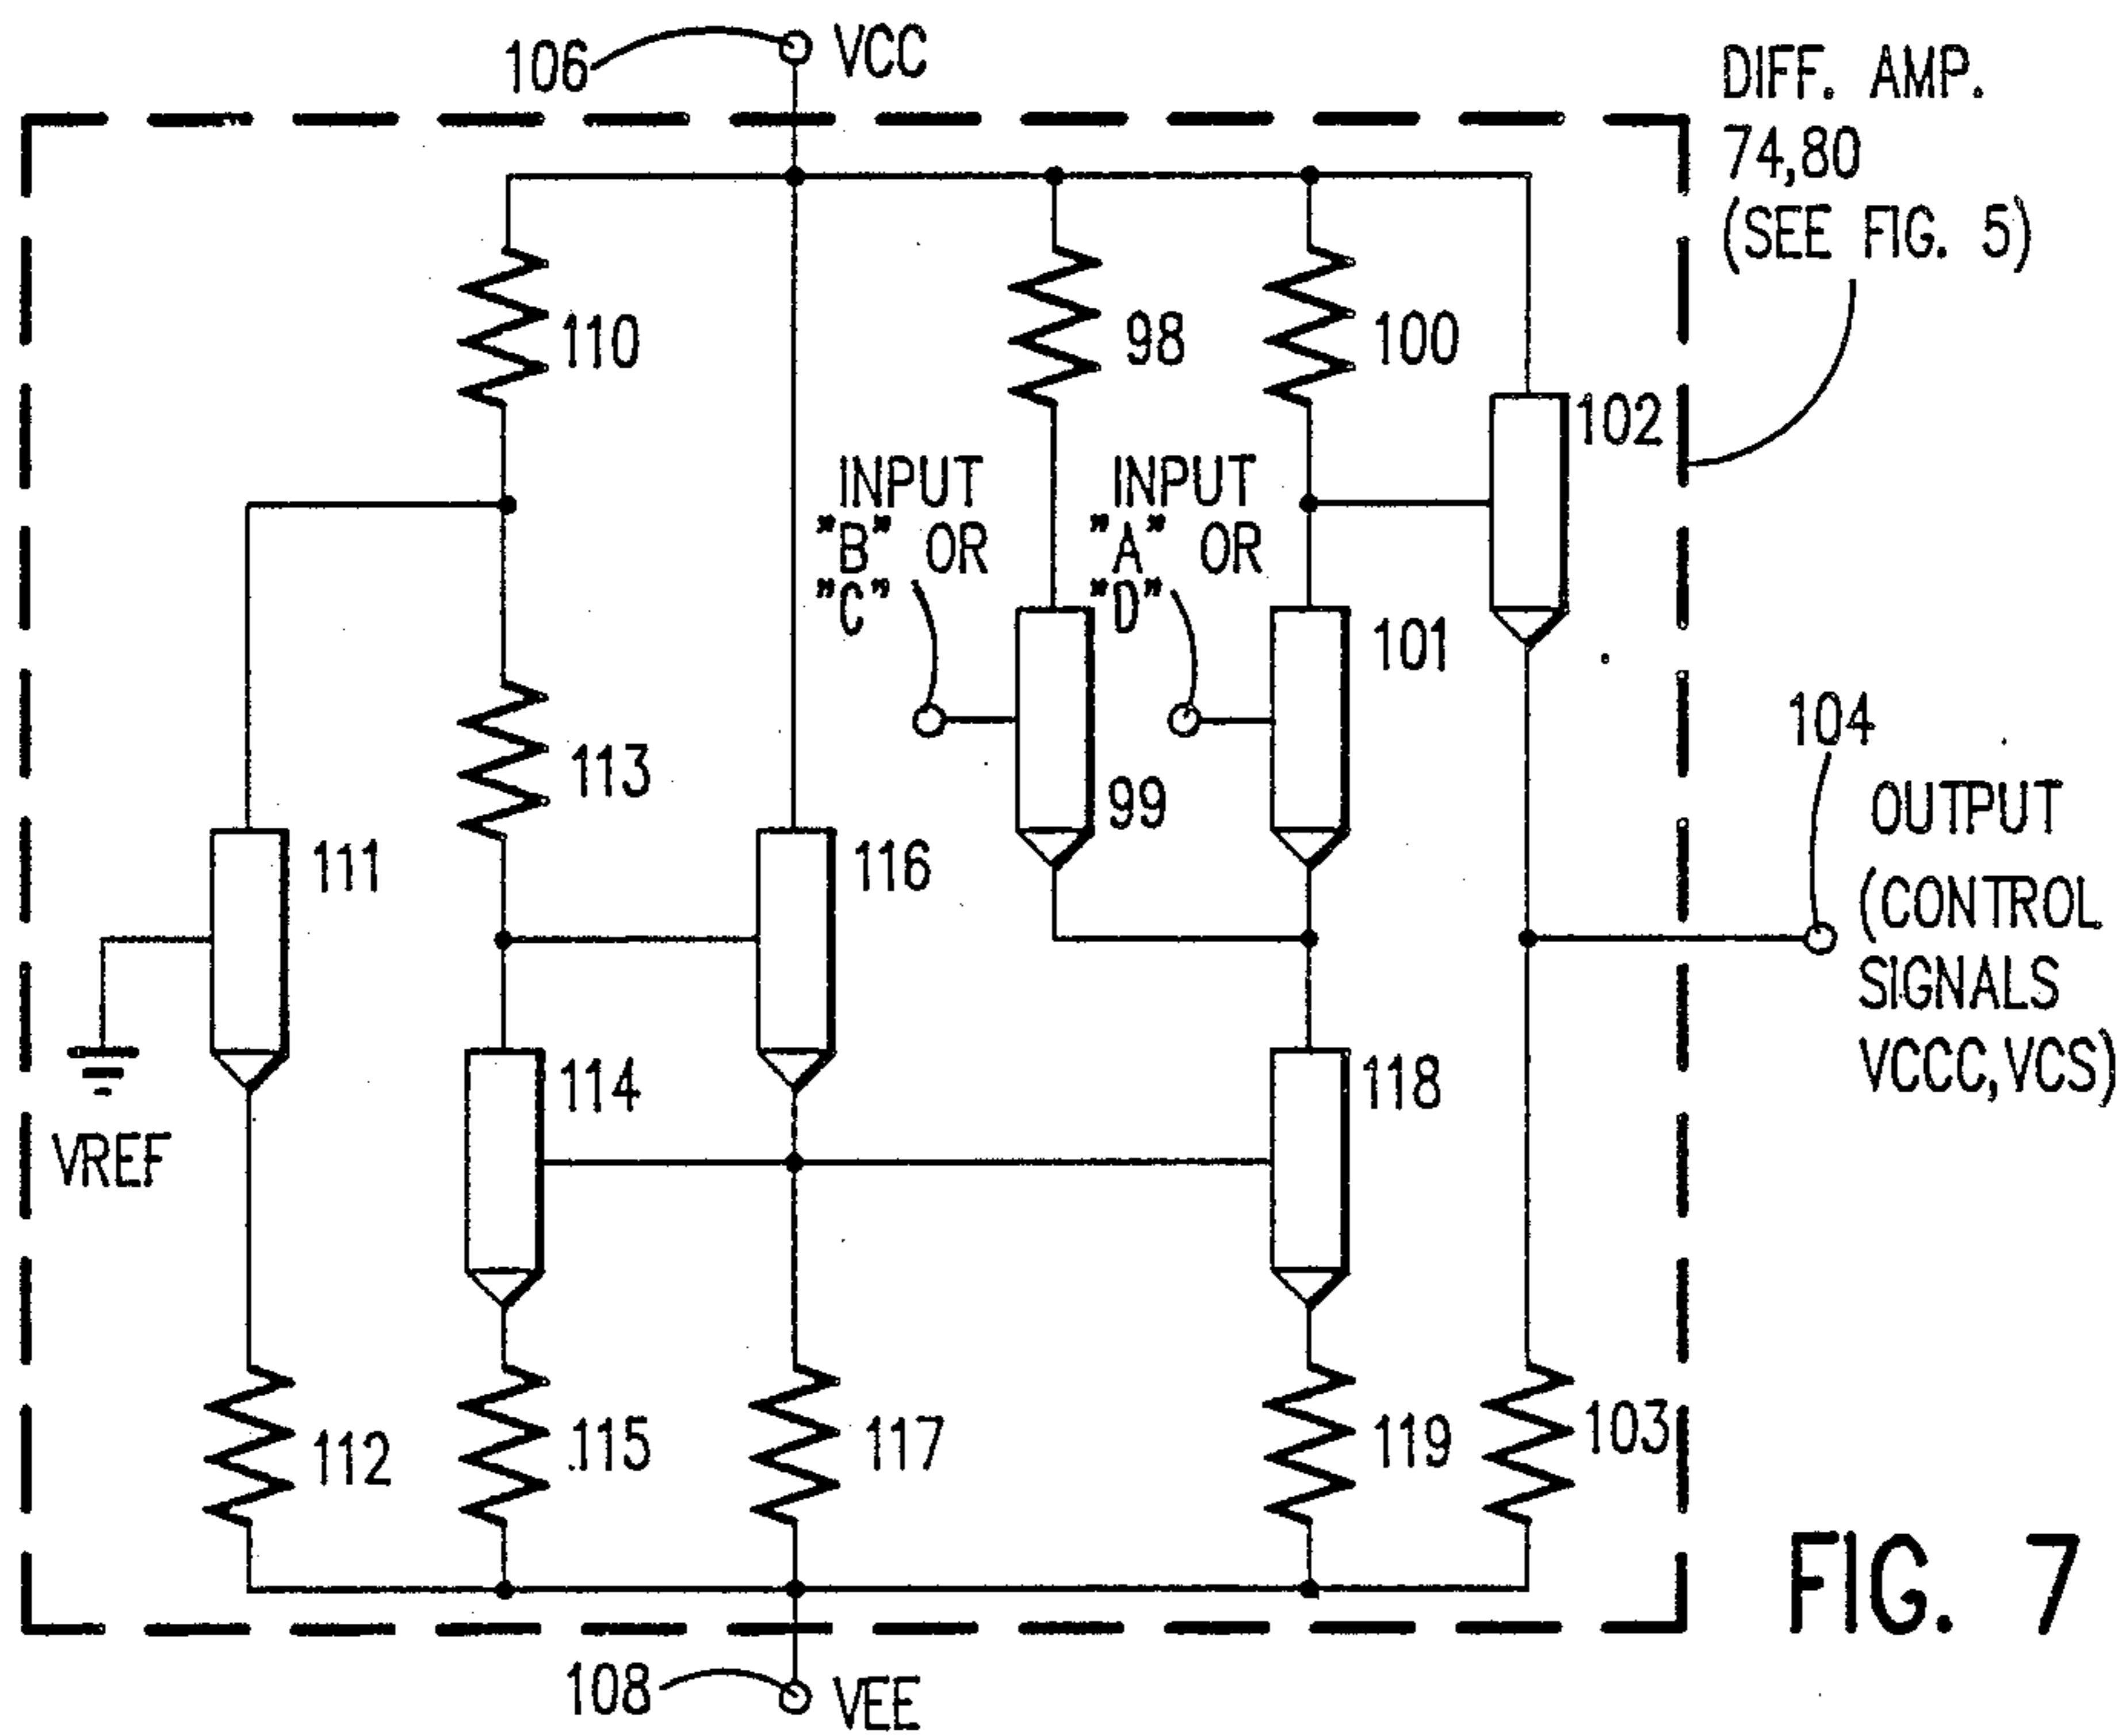 106
VCC
DIFF. AMP.
74,80
(SEE FIG. 5)
110
98
100
102
INPUT
"B" OR
"C"
INPUT
"A" OR
"D"
101
104
113
99
OUTPUT
(CONTROL
SIGNALS
VCCC,VCS)
111
116
114
118
VREF
112
115
117
119
103
FIG. 7
108
VEE